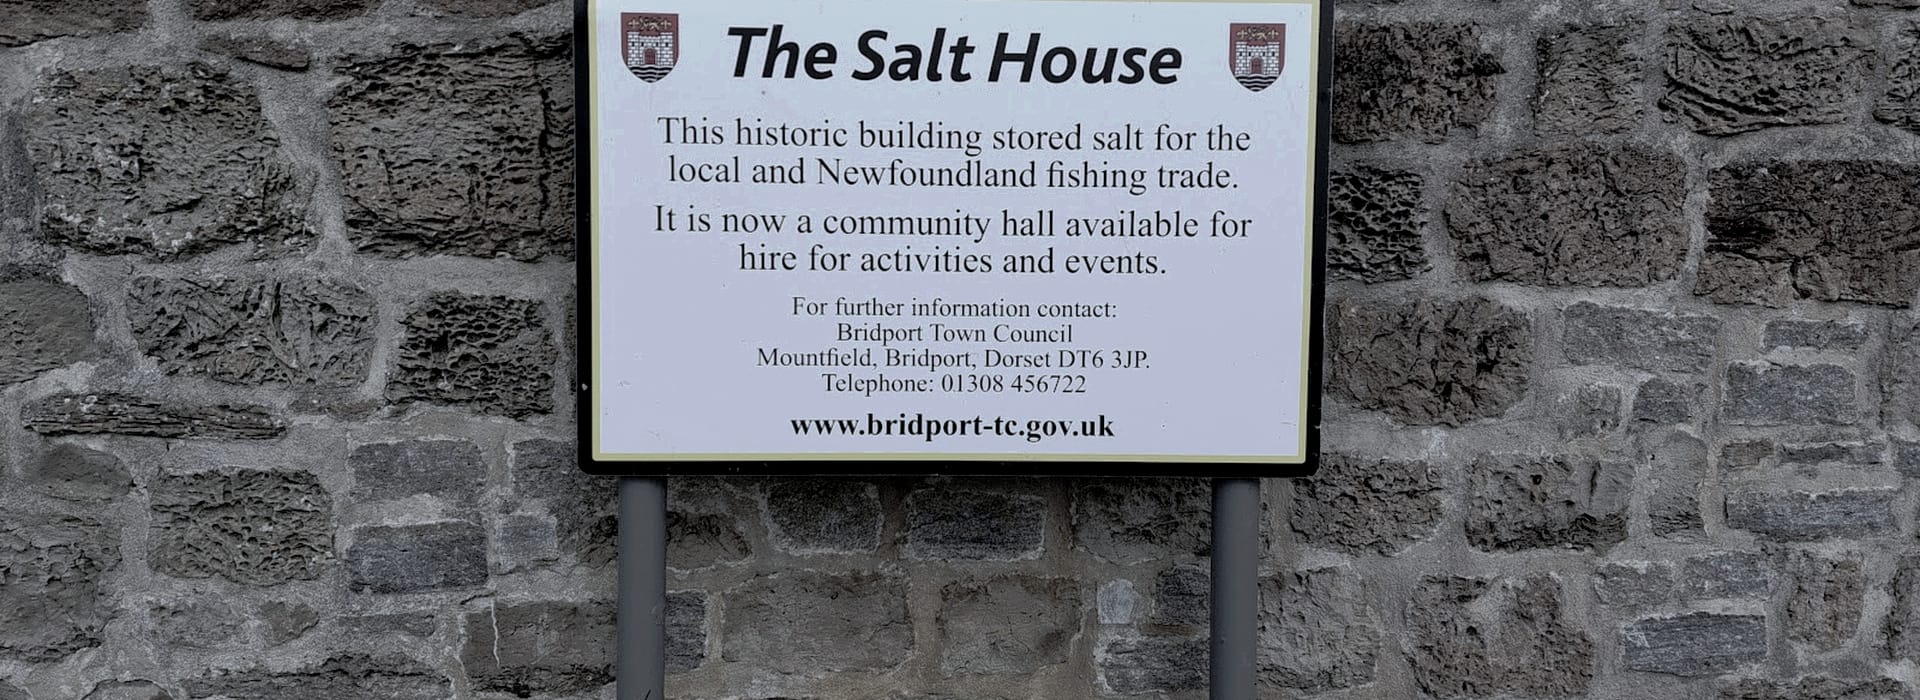 The Salt House
This historic building stored salt for the
local and Newfoundland fishing trade.
It is now a community hall available for
hire for activities and events.
For further information contact:
Bridport Town Council
Mountfield, Bridport, Dorset DT6 3JP.
Telephone: 01308 456722
www.bridport-tc.gov.uk